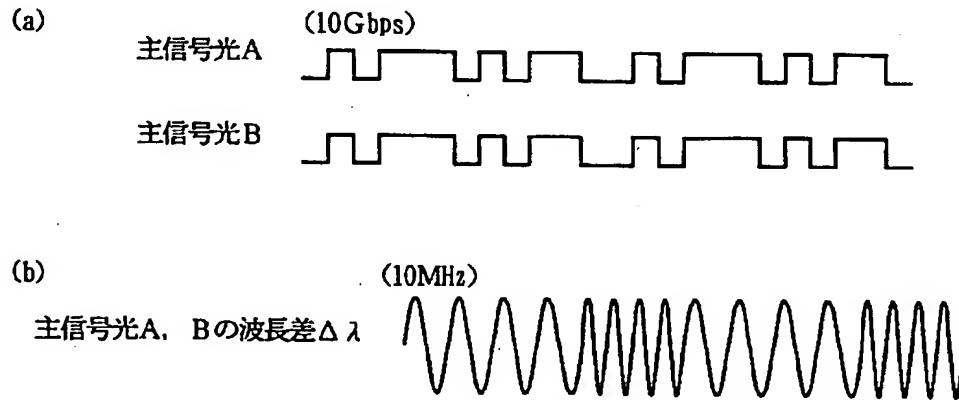 (a)
(10Gbps)
主信号光A
主信号光B
(b)
(10MHz)
主信号光A, Bの波長差Δλ